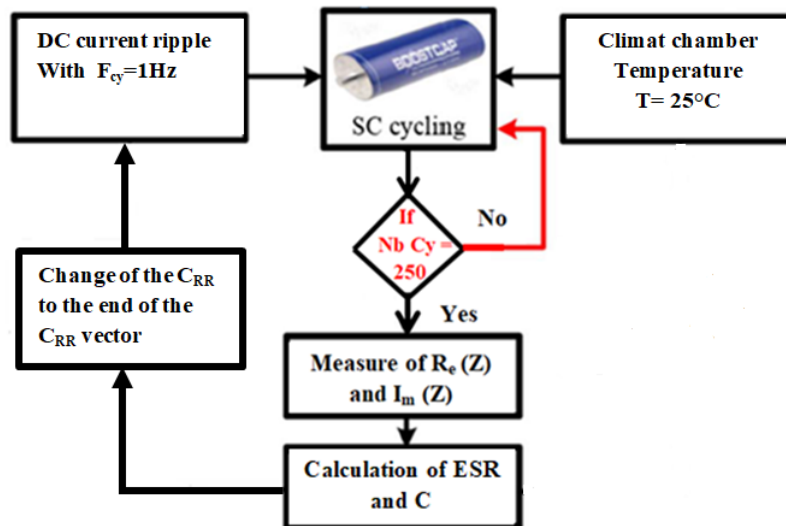 DC current ripple
With F_cy=1Hz
BOOSTCAP
SC cycling
Climat chamber
Temperature
T= 25°C
If
Nb Cy =
250
No
Yes
Change of the C_RR
to the end of the
C_RR vector
Measure of R_e (Z)
and I_m (Z)
Calculation of ESR
and C